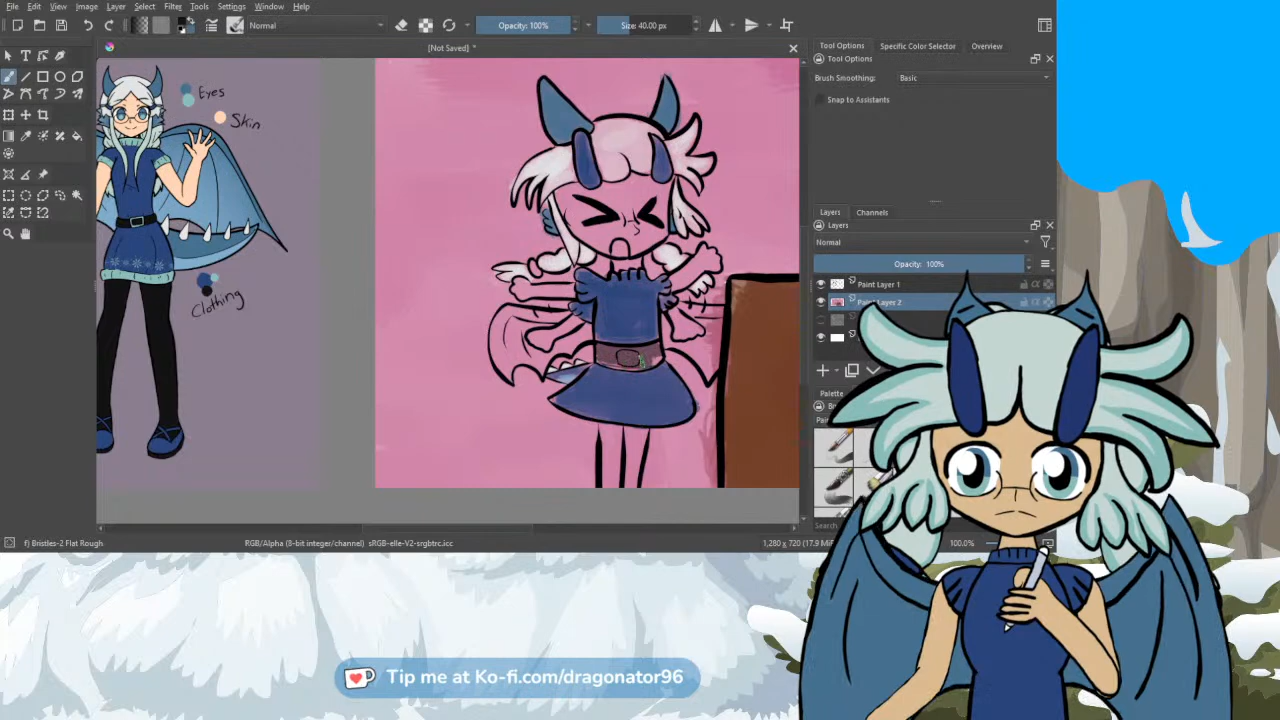 File Edit View Image Layer Select Filter Tools Settings Window Help
Normal
Opacity: 100%
Size: 40.00 px
[Not Saved] *
Tool Options Specific Color Selector Overview
Tool Options
Brush Smoothing: Basic
Snap to Assistants
Eyes
Skin
Clothing
Layers Channels
Layers
Normal
Opacity: 100%
Paint Layer 1
Paint Layer 2
Palette
Search
f) Bristles-2 Flat Rough
RGB/Alpha (8-bit integer/channel) sRGB-elle-V2-srgbtrc.icc
100.0%
Tip me at Ko-fi.com/dragonator96